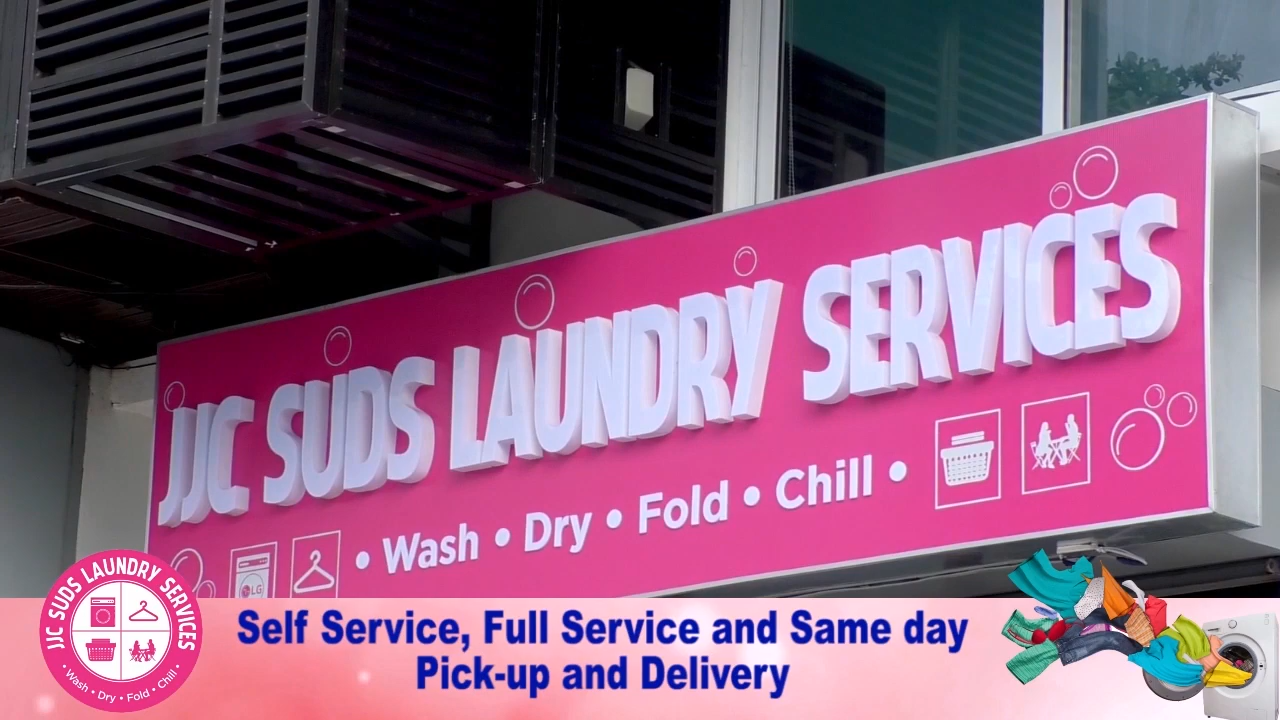 JJC SUDS LAUNDRY SERVICES
• Wash • Dry • Fold • Chill •
LG
JJC SUDS LAUNDRY SERVICES
• Wash • Dry • Fold • Chill •
Self Service, Full Service and Same day
Pick-up and Delivery